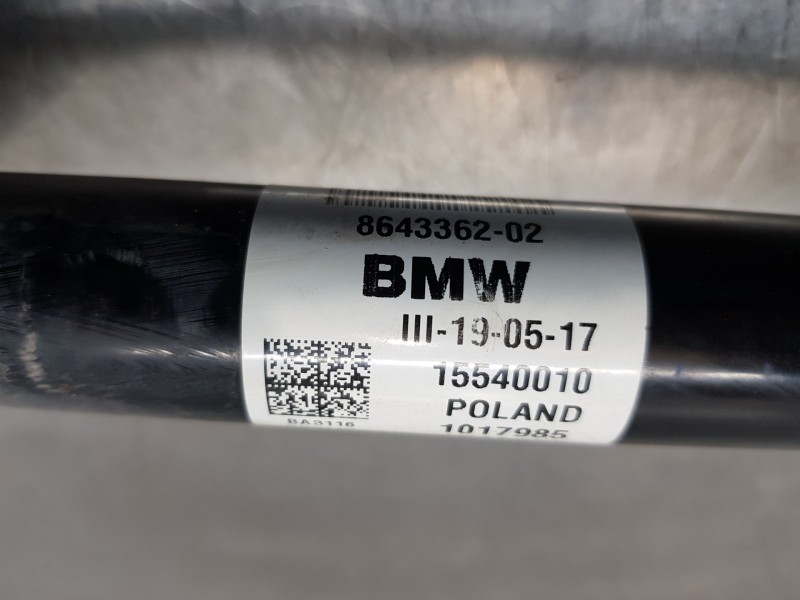 8643362-02
BMW
III-19-05-17
15540010
POLAND
BA3116
1017985